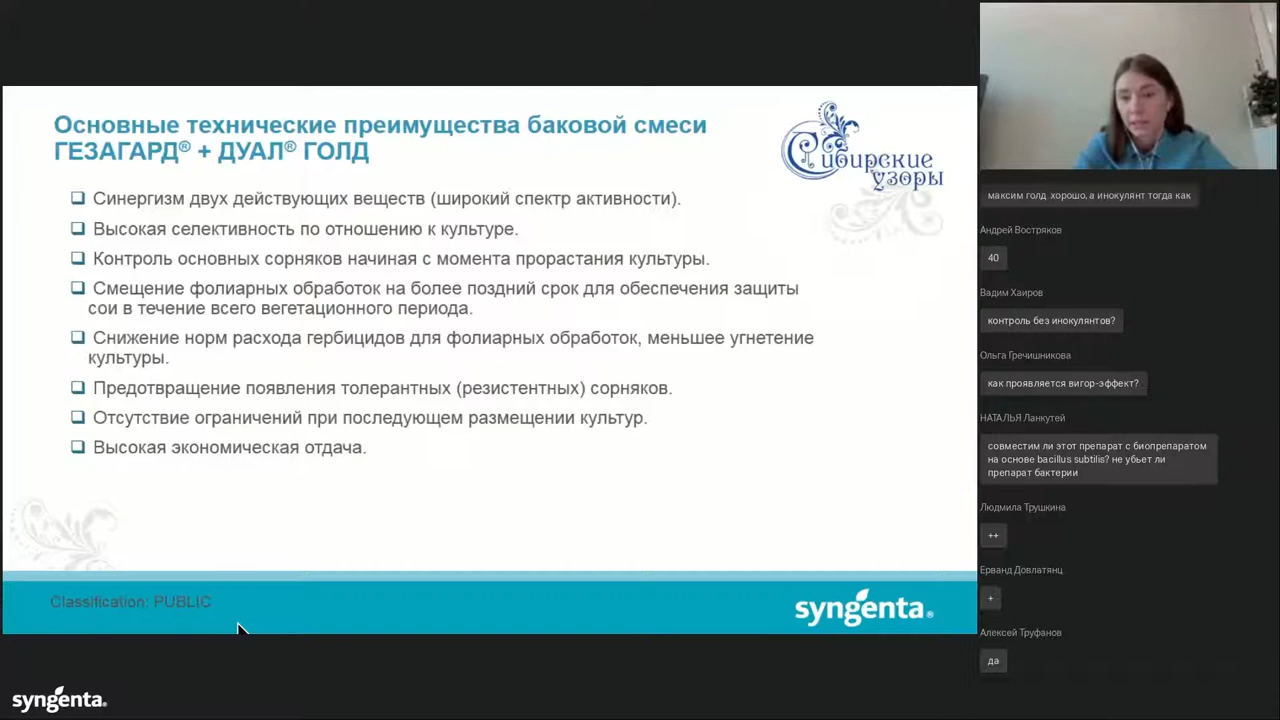 Основные технические преимущества баковой смеси
ГЕЗАГАРД® + ДУАЛ® ГОЛД
Сибирские
узоры
Синергизм двух действующих веществ (широкий спектр активности).
Высокая селективность по отношению к культуре.
Контроль основных сорняков начиная с момента прорастания культуры.
Смещение фолиарных обработок на более поздний срок для обеспечения защиты
сои в течение всего вегетационного периода.
Снижение норм расхода гербицидов для фолиарных обработок, меньшее угнетение
культуры.
Предотвращение появления толерантных (резистентных) сорняков.
Отсутствие ограничений при последующем размещении культур.
Высокая экономическая отдача.
Classification: PUBLIC
syngenta®
syngenta®
максим голд хорошо, а инокулянт тогда как
Андрей Востряков
40
Вадим Хаиров
контроль без инокулянтов?
Ольга Гречишникова
как проявляется вигор-эффект?
НАТАЛЬЯ Ланкутей
совместим ли этот препарат с биопрепаратом
на основе bacillus subtilis? не убьет ли
препарат бактерии
Людмила Трушкина
++
Ерванд Довлатянц
+
Алексей Труфанов
да